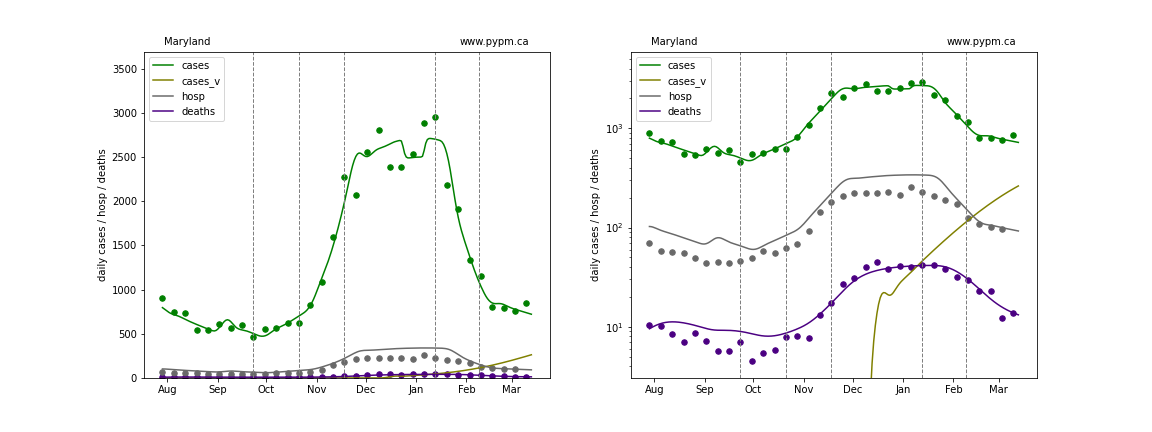 Maryland www.pypm.ca
cases
cases_v
hosp
deaths
daily cases / hosp / deaths
3500
3000
2500
2000
1500
1000
500
0
Aug Sep Oct Nov Dec Jan Feb Mar
Maryland www.pypm.ca
cases
cases_v
hosp
deaths
daily cases / hosp / deaths
10³
10²
10¹
Aug Sep Oct Nov Dec Jan Feb Mar